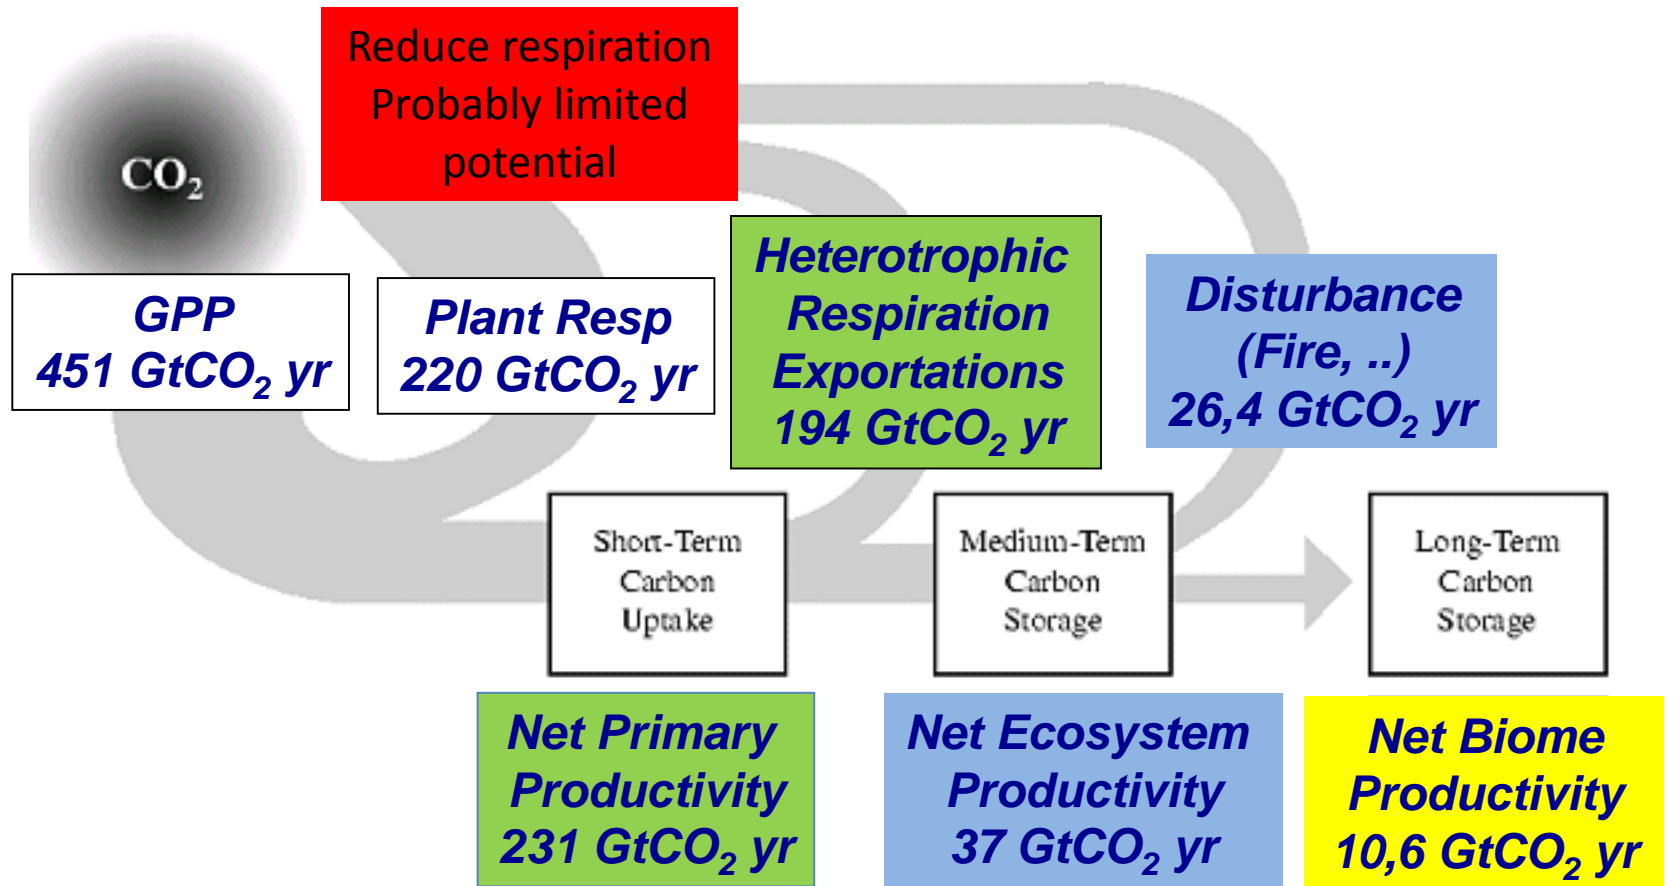 Reduce respiration
Probably limited
potential
CO₂
GPP
451 GtCO₂ yr
Plant Resp
220 GtCO₂ yr
Heterotrophic
Respiration
Exportations
194 GtCO₂ yr
Disturbance
(Fire, ..)
26,4 GtCO₂ yr
Short-Term
Carbon
Uptake
Medium-Term
Carbon
Storage
Long-Term
Carbon
Storage
Net Primary
Productivity
231 GtCO₂ yr
Net Ecosystem
Productivity
37 GtCO₂ yr
Net Biome
Productivity
10,6 GtCO₂ yr